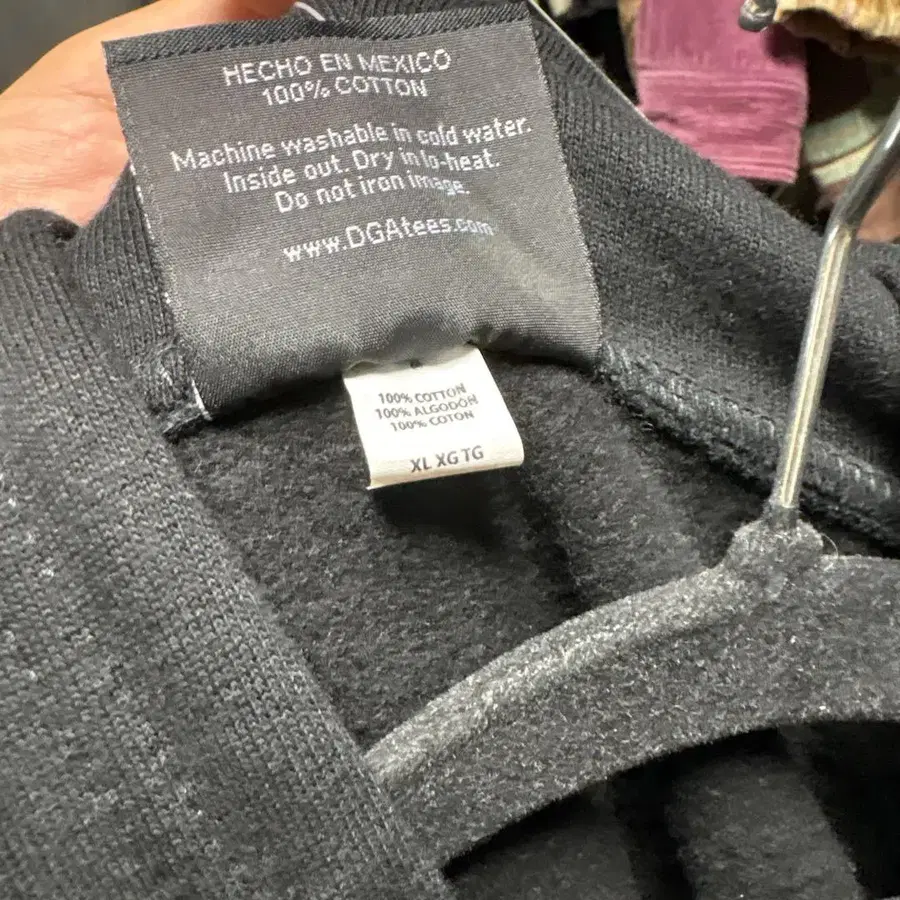 HECHO EN MEXICO
100% COTTON
Machine washable in cold water.
Inside out. Dry in lo-heat.
Do not iron image.
www.DGAtees.com
100% COTTON
100% ALGODÓN
100% COTON
XL XG TG